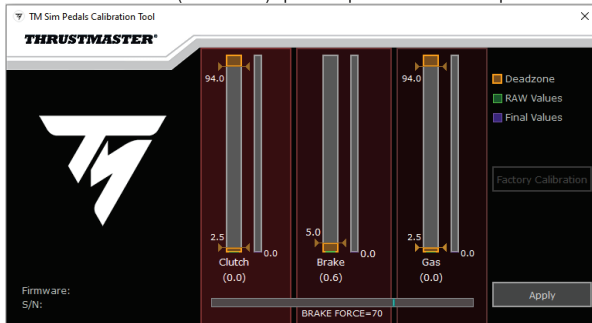 TM Sim Pedals Calibration Tool
THRUSTMASTER®
94.0
94.0
Deadzone
RAW Values
Final Values
Factory Calibration
2.5
5.0
2.5
0.0
0.0
0.0
Clutch
Brake
Gas
(0.0)
(0.6)
(0.0)
Firmware:
S/N:
BRAKE FORCE=70
Apply